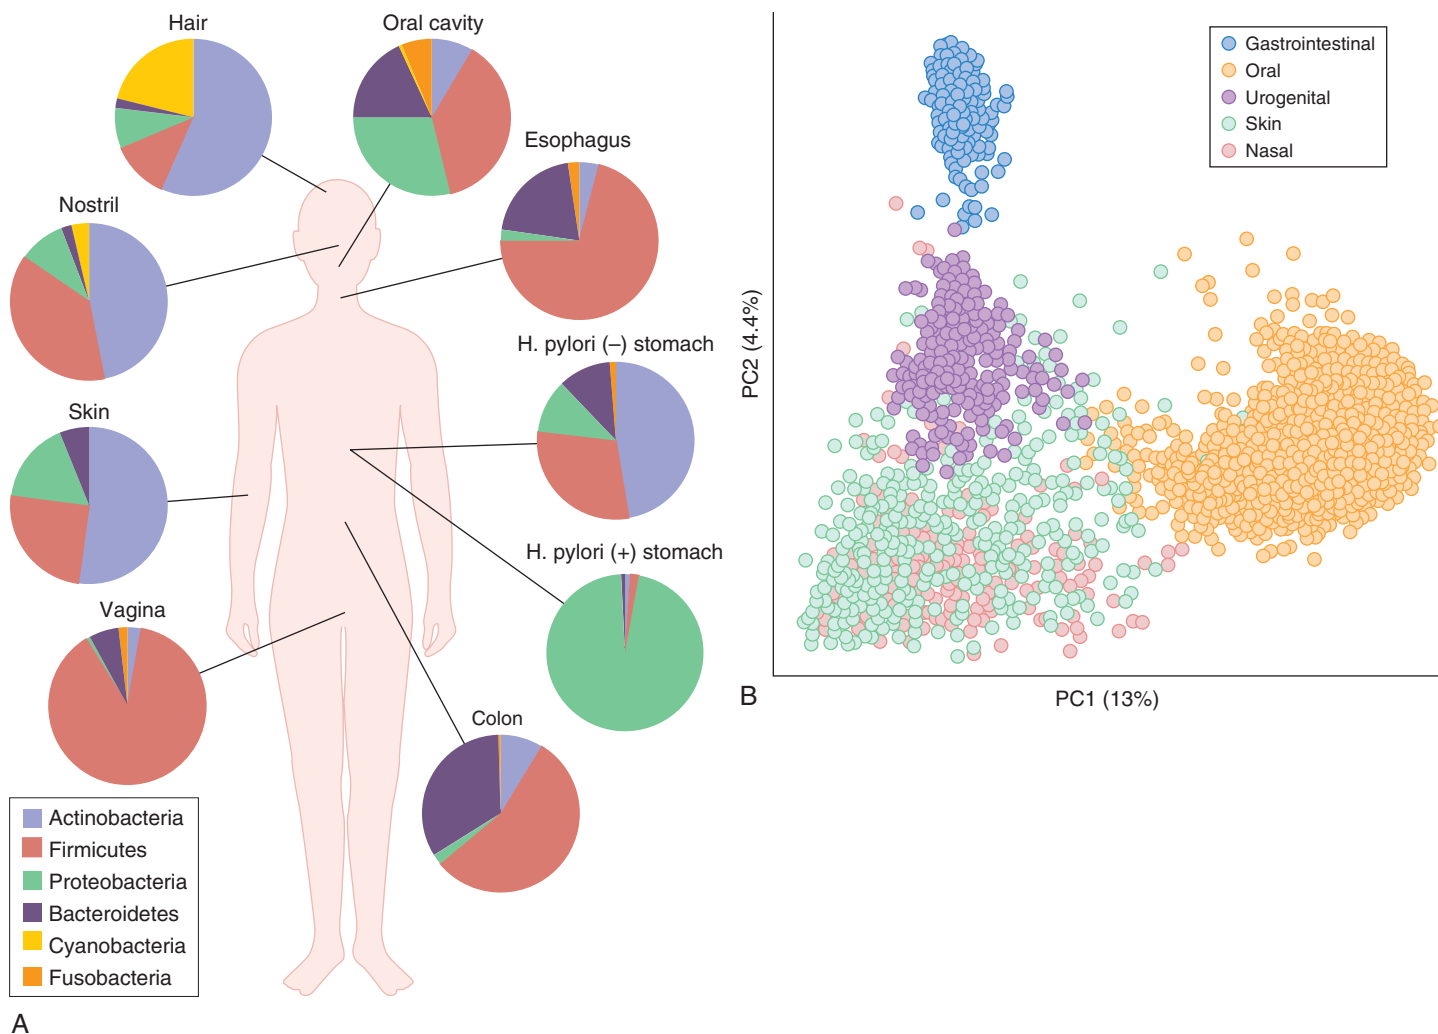 Hair
Oral cavity
Esophagus
Nostril
H. pylori (–) stomach
Skin
H. pylori (+) stomach
Vagina
Colon
Actinobacteria
Firmicutes
Proteobacteria
Bacteroidetes
Cyanobacteria
Fusobacteria
A
Gastrointestinal
Oral
Urogenital
Skin
Nasal
PC2 (4.4%)
PC1 (13%)
B